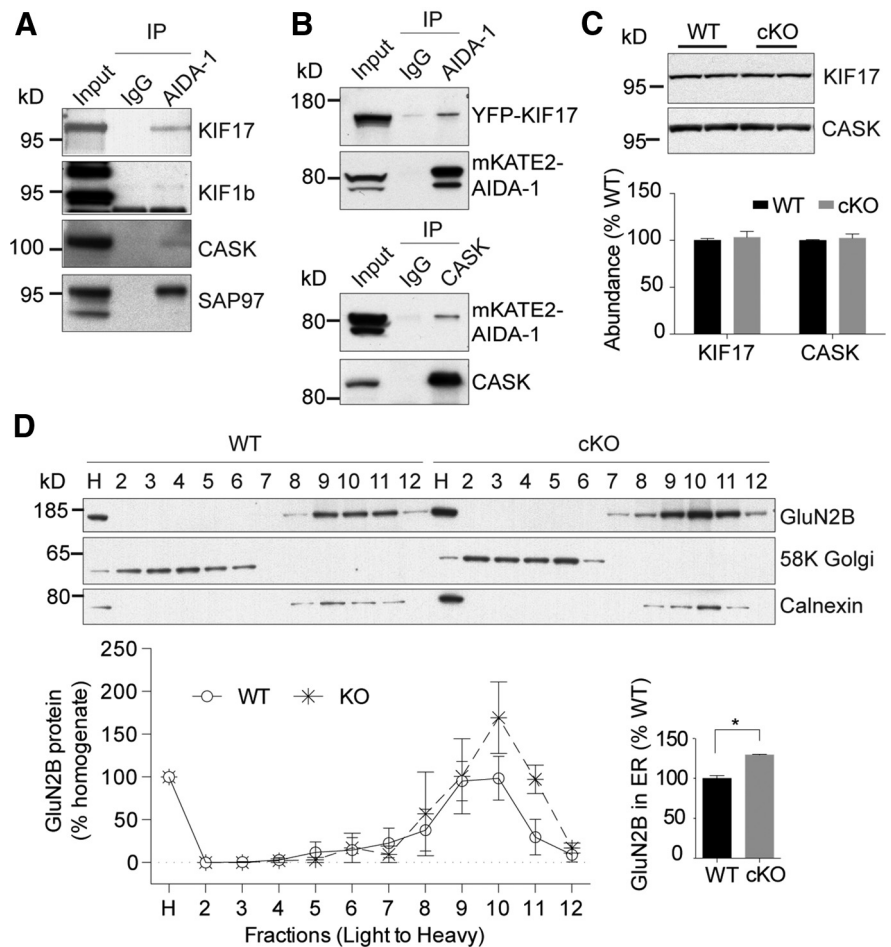 A
IP
kD
Input
IgG
AIDA-1
95
KIF17
95
KIF1b
100
CASK
95
SAP97
B
IP
kD
Input
IgG
AIDA-1
180
YFP-KIF17
80
mKATE2-
AIDA-1
IP
kD
Input
IgG
CASK
80
mKATE2-
AIDA-1
80
CASK
C
kD
WT
cKO
95
KIF17
95
CASK
Abundance (% WT)
150
100
50
0
WT
cKO
KIF17
CASK
D
WT
cKO
kD
H 2 3 4 5 6 7 8 9 10 11 12 H 2 3 4 5 6 7 8 9 10 11 12
185
GluN2B
65
58K Golgi
80
Calnexin
GluN2B protein
(% homogenate)
250
200
150
100
50
0
WT
KO
H 2 3 4 5 6 7 8 9 10 11 12
Fractions (Light to Heavy)
GluN2B in ER (% WT)
150
100
50
0
*
WT
cKO